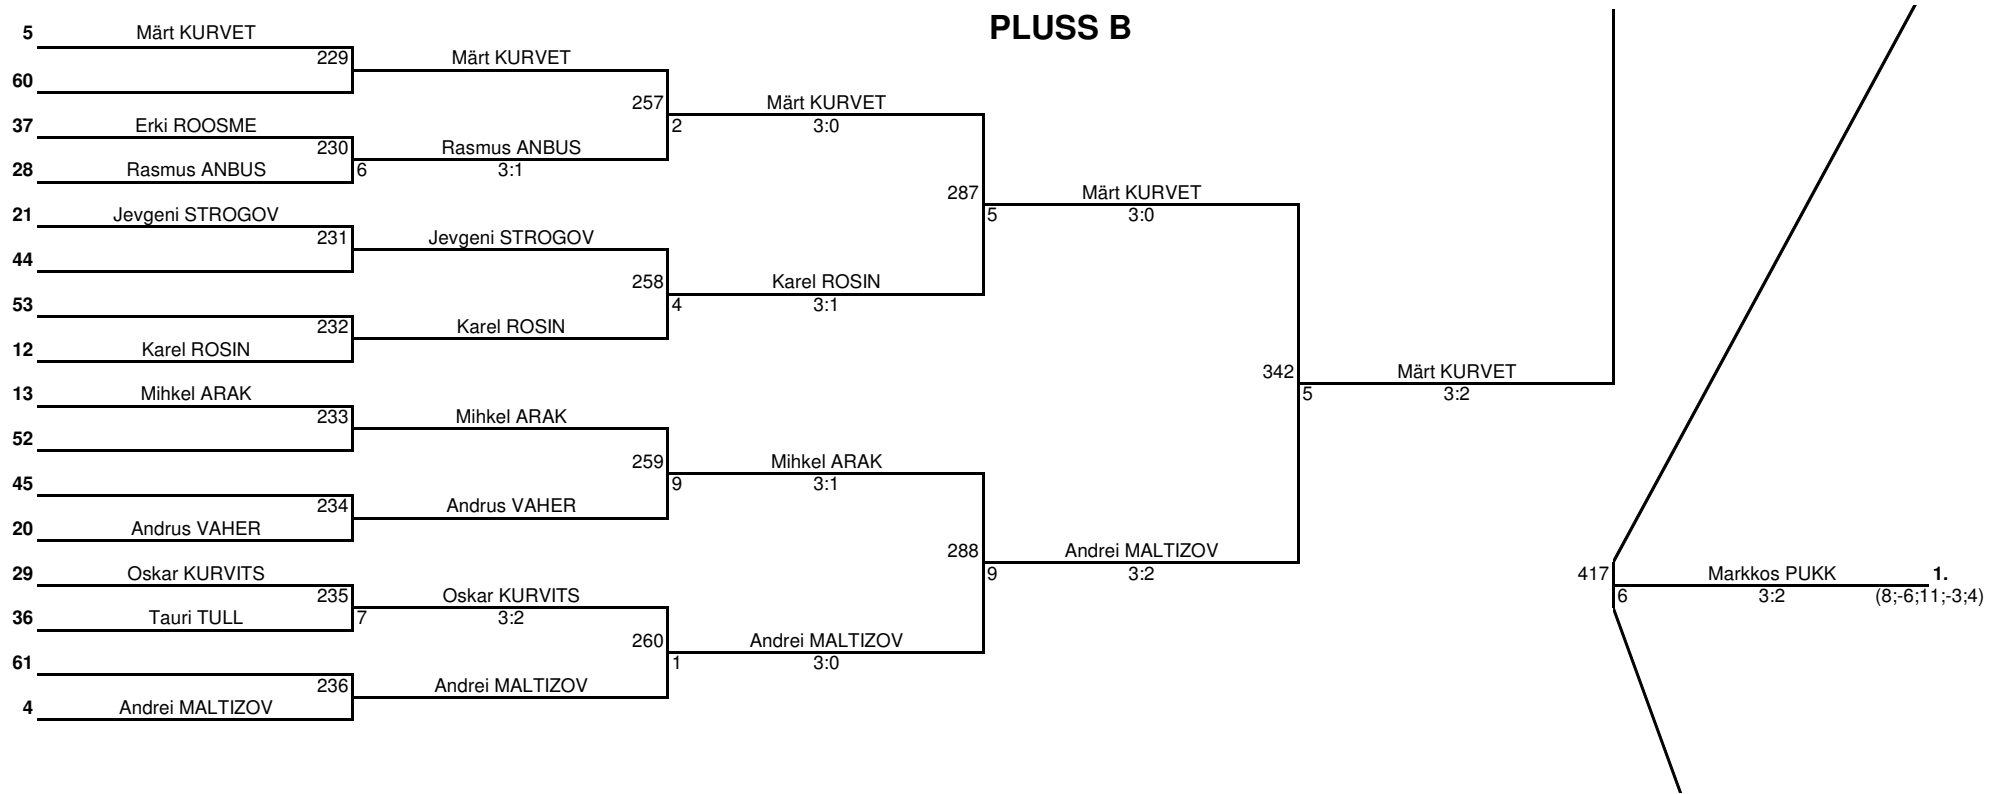 PLUSS B
5 Märt KURVET
229 Märt KURVET
60
257 Märt KURVET
37 Erki ROOSME
2 3:0
230 Rasmus ANBUS
28 Rasmus ANBUS
6 3:1
287 Märt KURVET
21 Jevgeni STROGOV
5 3:0
231 Jevgeni STROGOV
44
258 Karel ROSIN
53
4 3:1
232 Karel ROSIN
12 Karel ROSIN
342 Märt KURVET
13 Mihkel ARAK
5 3:2
233 Mihkel ARAK
52
259 Mihkel ARAK
45
9 3:1
234 Andrus VAHER
20 Andrus VAHER
288 Andrei MALTIZOV
29 Oskar KURVITS
9 3:2
417 Markkos PUKK 1.
235 Oskar KURVITS
6 3:2 (8;-6;11;-3;4)
36 Tauri TULL
7 3:2
260 Andrei MALTIZOV
61
1 3:0
236 Andrei MALTIZOV
4 Andrei MALTIZOV